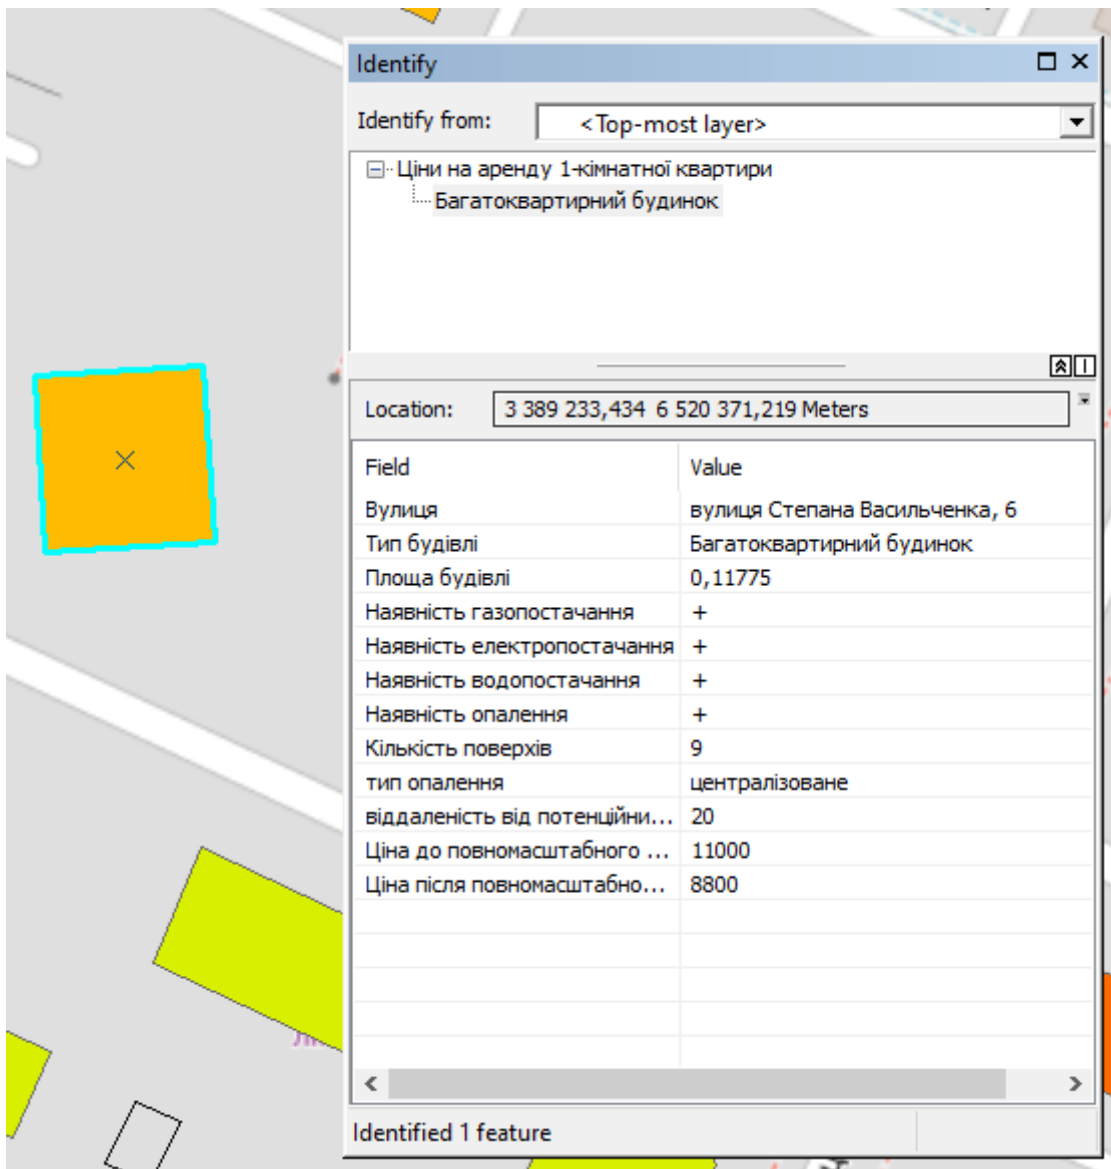 Identify
Identify from: <Top-most layer>
Ціни на аренду 1-кімнатної квартири
Багатоквартирний будинок
Location: 3 389 233,434 6 520 371,219 Meters
Field Value
Вулиця вулиця Степана Васильченка, 6
Тип будівлі Багатоквартирний будинок
Площа будівлі 0,11775
Наявність газопостачання +
Наявність електропостачання +
Наявність водопостачання +
Наявність опалення +
Кількість поверхів 9
тип опалення централізоване
віддаленість від потенційни... 20
Ціна до повномасштабного ... 11000
Ціна після повномасштабно... 8800
Identified 1 feature